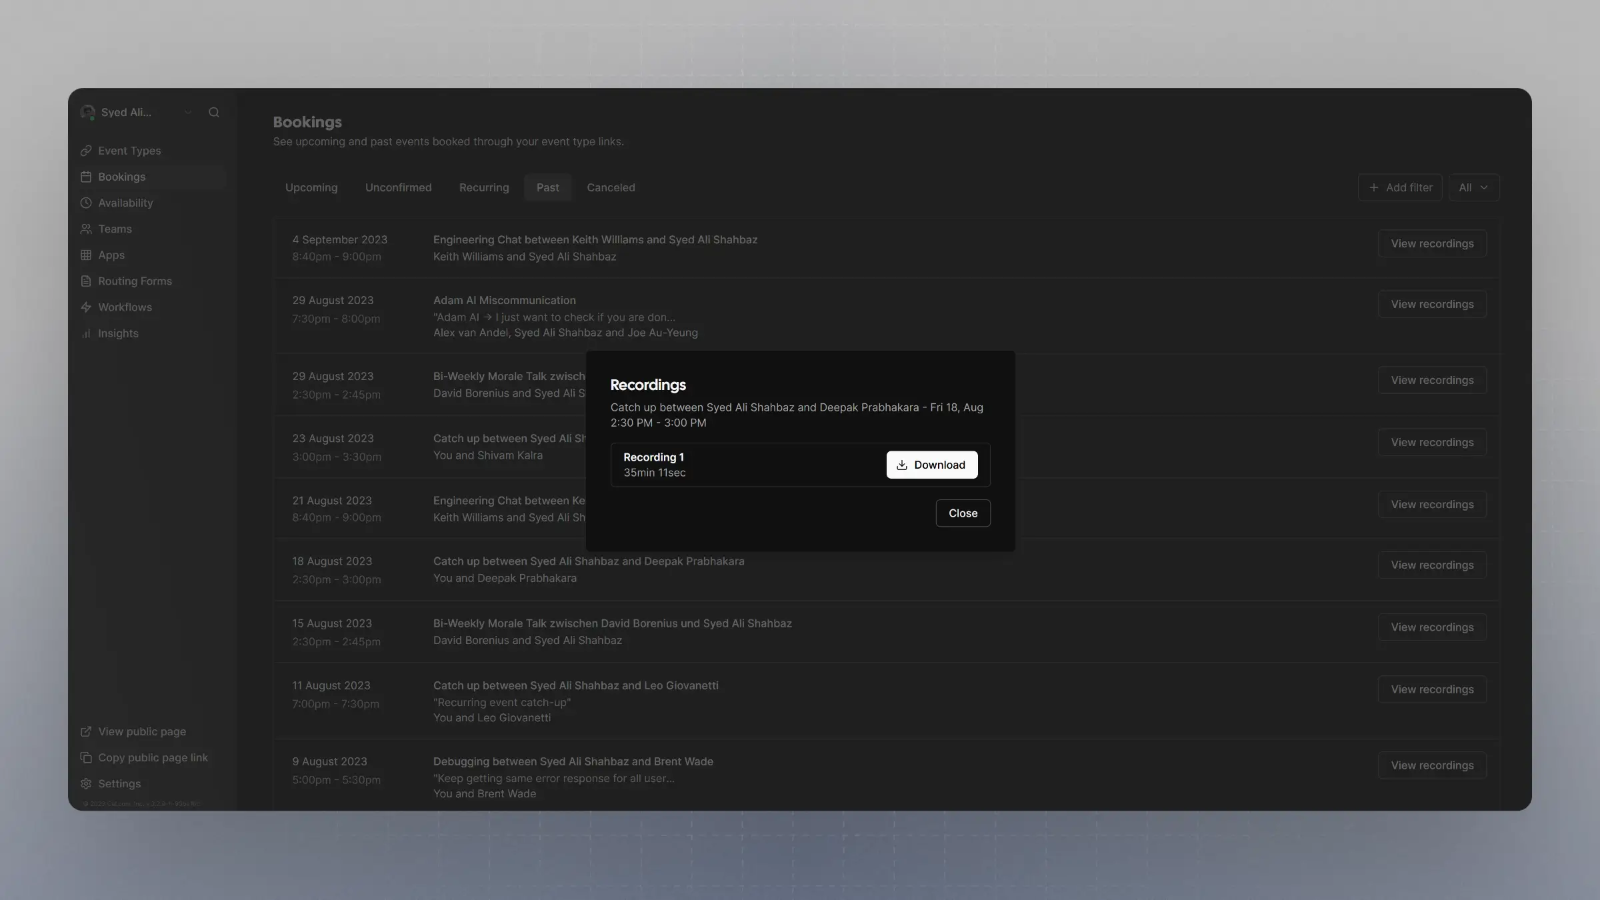 Syed Ali...
Event Types
Bookings
Availability
Teams
Apps
Routing Forms
Workflows
Insights
View public page
Copy public page link
Settings
Bookings
See upcoming and past events booked through your event type links.
Upcoming Unconfirmed Recurring Past Canceled
Add filter All
4 September 2023 Engineering Chat between Keith Williams and Syed Ali Shahbaz View recordings
8:40pm - 9:00pm Keith Williams and Syed Ali Shahbaz
29 August 2023 Adam AI Miscommunication View recordings
7:30pm - 8:00pm "Adam AI → I just want to check if you are don...
Alex van Andel, Syed Ali Shahbaz and Joe Au-Yeung
29 August 2023 Bi-Weekly Morale Talk zwisch View recordings
2:30pm - 2:45pm David Borenius and Syed Ali S
23 August 2023 Catch up between Syed Ali Sh View recordings
3:00pm - 3:30pm You and Shivam Kalra
21 August 2023 Engineering Chat between Ke View recordings
8:40pm - 9:00pm Keith Williams and Syed Ali Sh
18 August 2023 Catch up between Syed Ali Shahbaz and Deepak Prabhakara View recordings
2:30pm - 3:00pm You and Deepak Prabhakara
15 August 2023 Bi-Weekly Morale Talk zwischen David Borenius und Syed Ali Shahbaz View recordings
2:30pm - 2:45pm David Borenius and Syed Ali Shahbaz
11 August 2023 Catch up between Syed Ali Shahbaz and Leo Giovanetti View recordings
7:00pm - 7:30pm "Recurring event catch-up"
You and Leo Giovanetti
9 August 2023 Debugging between Syed Ali Shahbaz and Brent Wade View recordings
5:00pm - 5:30pm "Keep getting same error response for all user...
You and Brent Wade
Recordings
Catch up between Syed Ali Shahbaz and Deepak Prabhakara - Fri 18, Aug
2:30 PM - 3:00 PM
Recording 1
35min 11sec
Download
Close